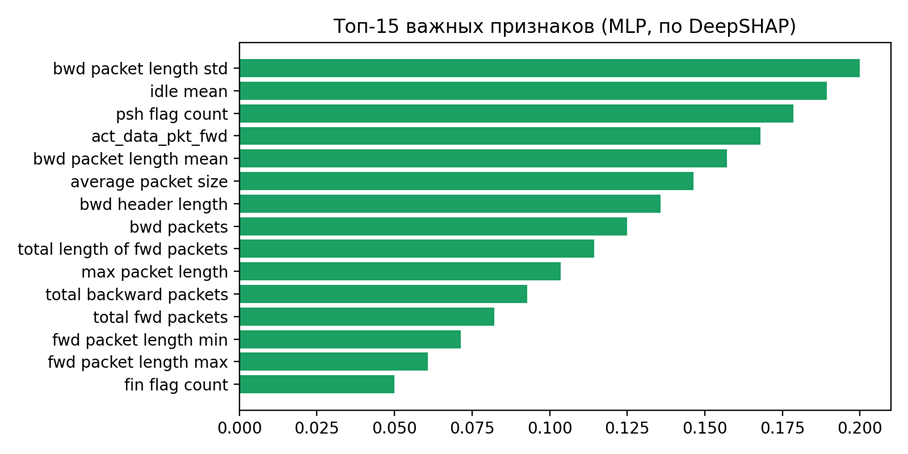 Топ-15 важных признаков (MLP, по DeepSHAP)
bwd packet length std
idle mean
psh flag count
act_data_pkt_fwd
bwd packet length mean
average packet size
bwd header length
bwd packets
total length of fwd packets
max packet length
total backward packets
total fwd packets
fwd packet length min
fwd packet length max
fin flag count
0.000 0.025 0.050 0.075 0.100 0.125 0.150 0.175 0.200